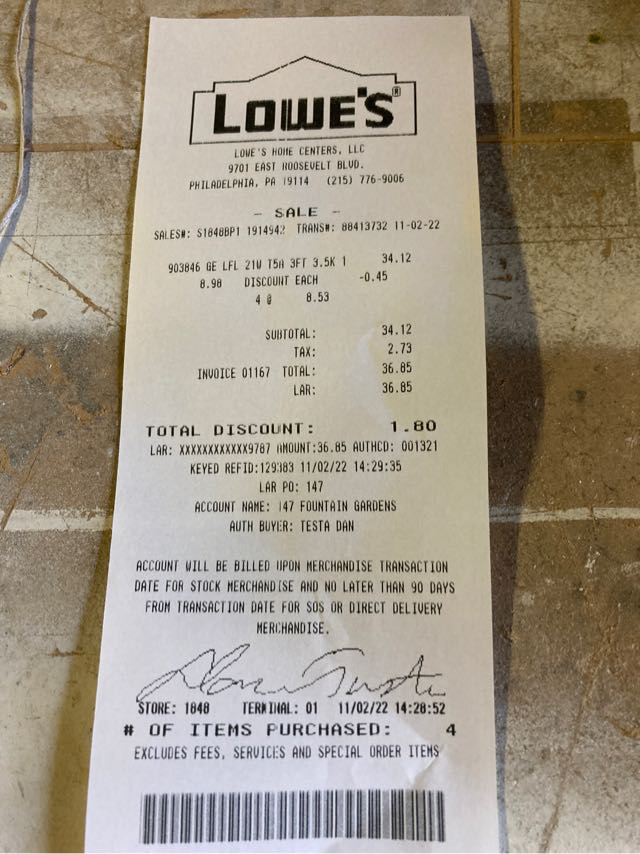 LOWE'S®
LOWE'S HOME CENTERS, LLC
9701 EAST ROOSEVELT BLVD.
PHILADELPHIA, PA 19114 (215) 776-9006
- SALE -
SALES#: S1848BP1 1914942 TRANS#: 88413732 11-02-22
903846 GE LFL 21W T5A 3FT 3.5K 1 34.12
8.98 DISCOUNT EACH -0.45
4 @ 8.53
SUBTOTAL: 34.12
TAX: 2.73
INVOICE 01167 TOTAL: 36.85
LAR: 36.85
TOTAL DISCOUNT: 1.80
LAR: XXXXXXXXXXXX9787 AMOUNT:36.85 AUTHCD: 001321
KEYED REFID:129383 11/02/22 14:29:35
LAR PO: 147
ACCOUNT NAME: 147 FOUNTAIN GARDENS
AUTH BUYER: TESTA DAN
ACCOUNT WILL BE BILLED UPON MERCHANDISE TRANSACTION
DATE FOR STOCK MERCHANDISE AND NO LATER THAN 90 DAYS
FROM TRANSACTION DATE FOR SOS OR DIRECT DELIVERY
MERCHANDISE.
STORE: 1848 TERMINAL: 01 11/02/22 14:28:52
# OF ITEMS PURCHASED: 4
EXCLUDES FEES, SERVICES AND SPECIAL ORDER ITEMS